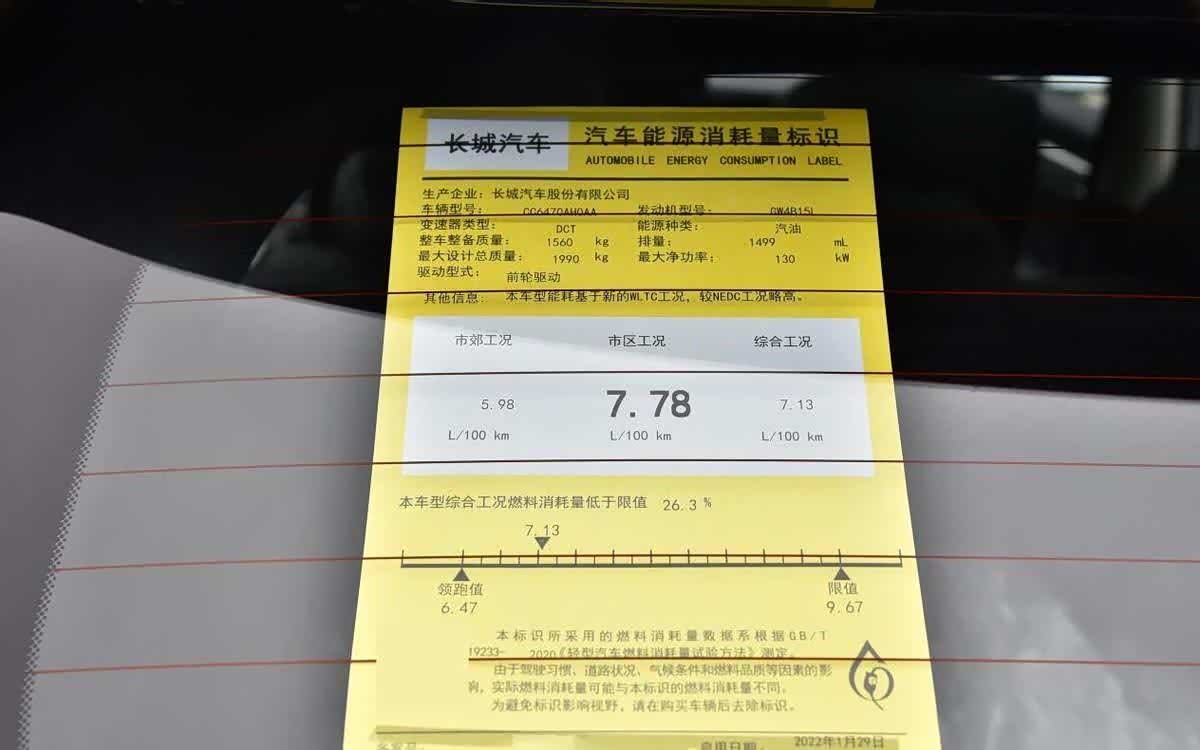 长城汽车
汽车能源消耗量标识
AUTOMOBILE ENERGY CONSUMPTION LABEL
生产企业：长城汽车股份有限公司
车辆型号： CC6470AH0AA 发动机型号： GW4B15L
变速器类型： DCT 能源种类： 汽油
整车整备质量： 1560 kg 排量： 1499 mL
最大设计总质量： 1990 kg 最大净功率： 130 kW
驱动型式： 前轮驱动
其他信息： 本车型能耗基于新的WLTC工况，较NEDC工况略高。
市郊工况 市区工况 综合工况
5.98 7.78 7.13
L/100 km L/100 km L/100 km
本车型综合工况燃料消耗量低于限值 26.3 %
7.13
领跑值 限值
6.47 9.67
本标识所采用的燃料消耗量数据系根据GB/T
19233- 2020《轻型汽车燃料消耗量试验方法》测定。
由于驾驶习惯、道路状况、气候条件和燃料品质等因素的影
响，实际燃料消耗量可能与本标识的燃料消耗量不同。
为避免标识影响视野，请在购买车辆后去除标识。
启用日期： 2022年1月29日